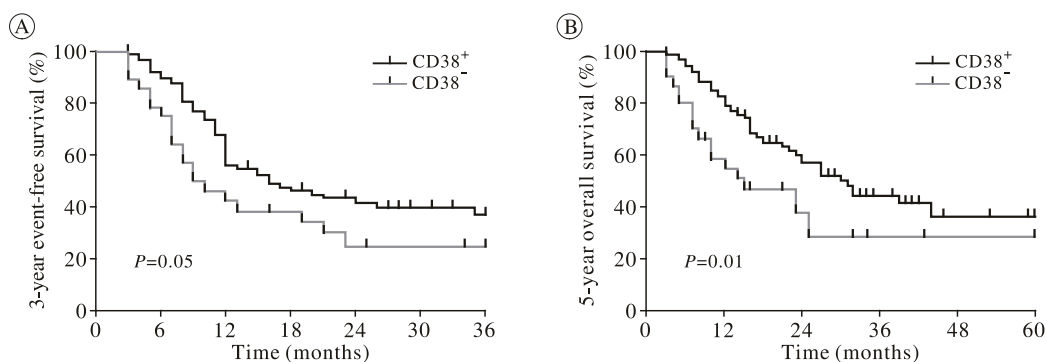 A
3-year event-free survival (%)
100
80
60
40
20
0
CD38+
CD38-
P=0.05
0 6 12 18 24 30 36
Time (months)
B
5-year overall survival (%)
100
80
60
40
20
0
CD38+
CD38-
P=0.01
0 12 24 36 48 60
Time (months)